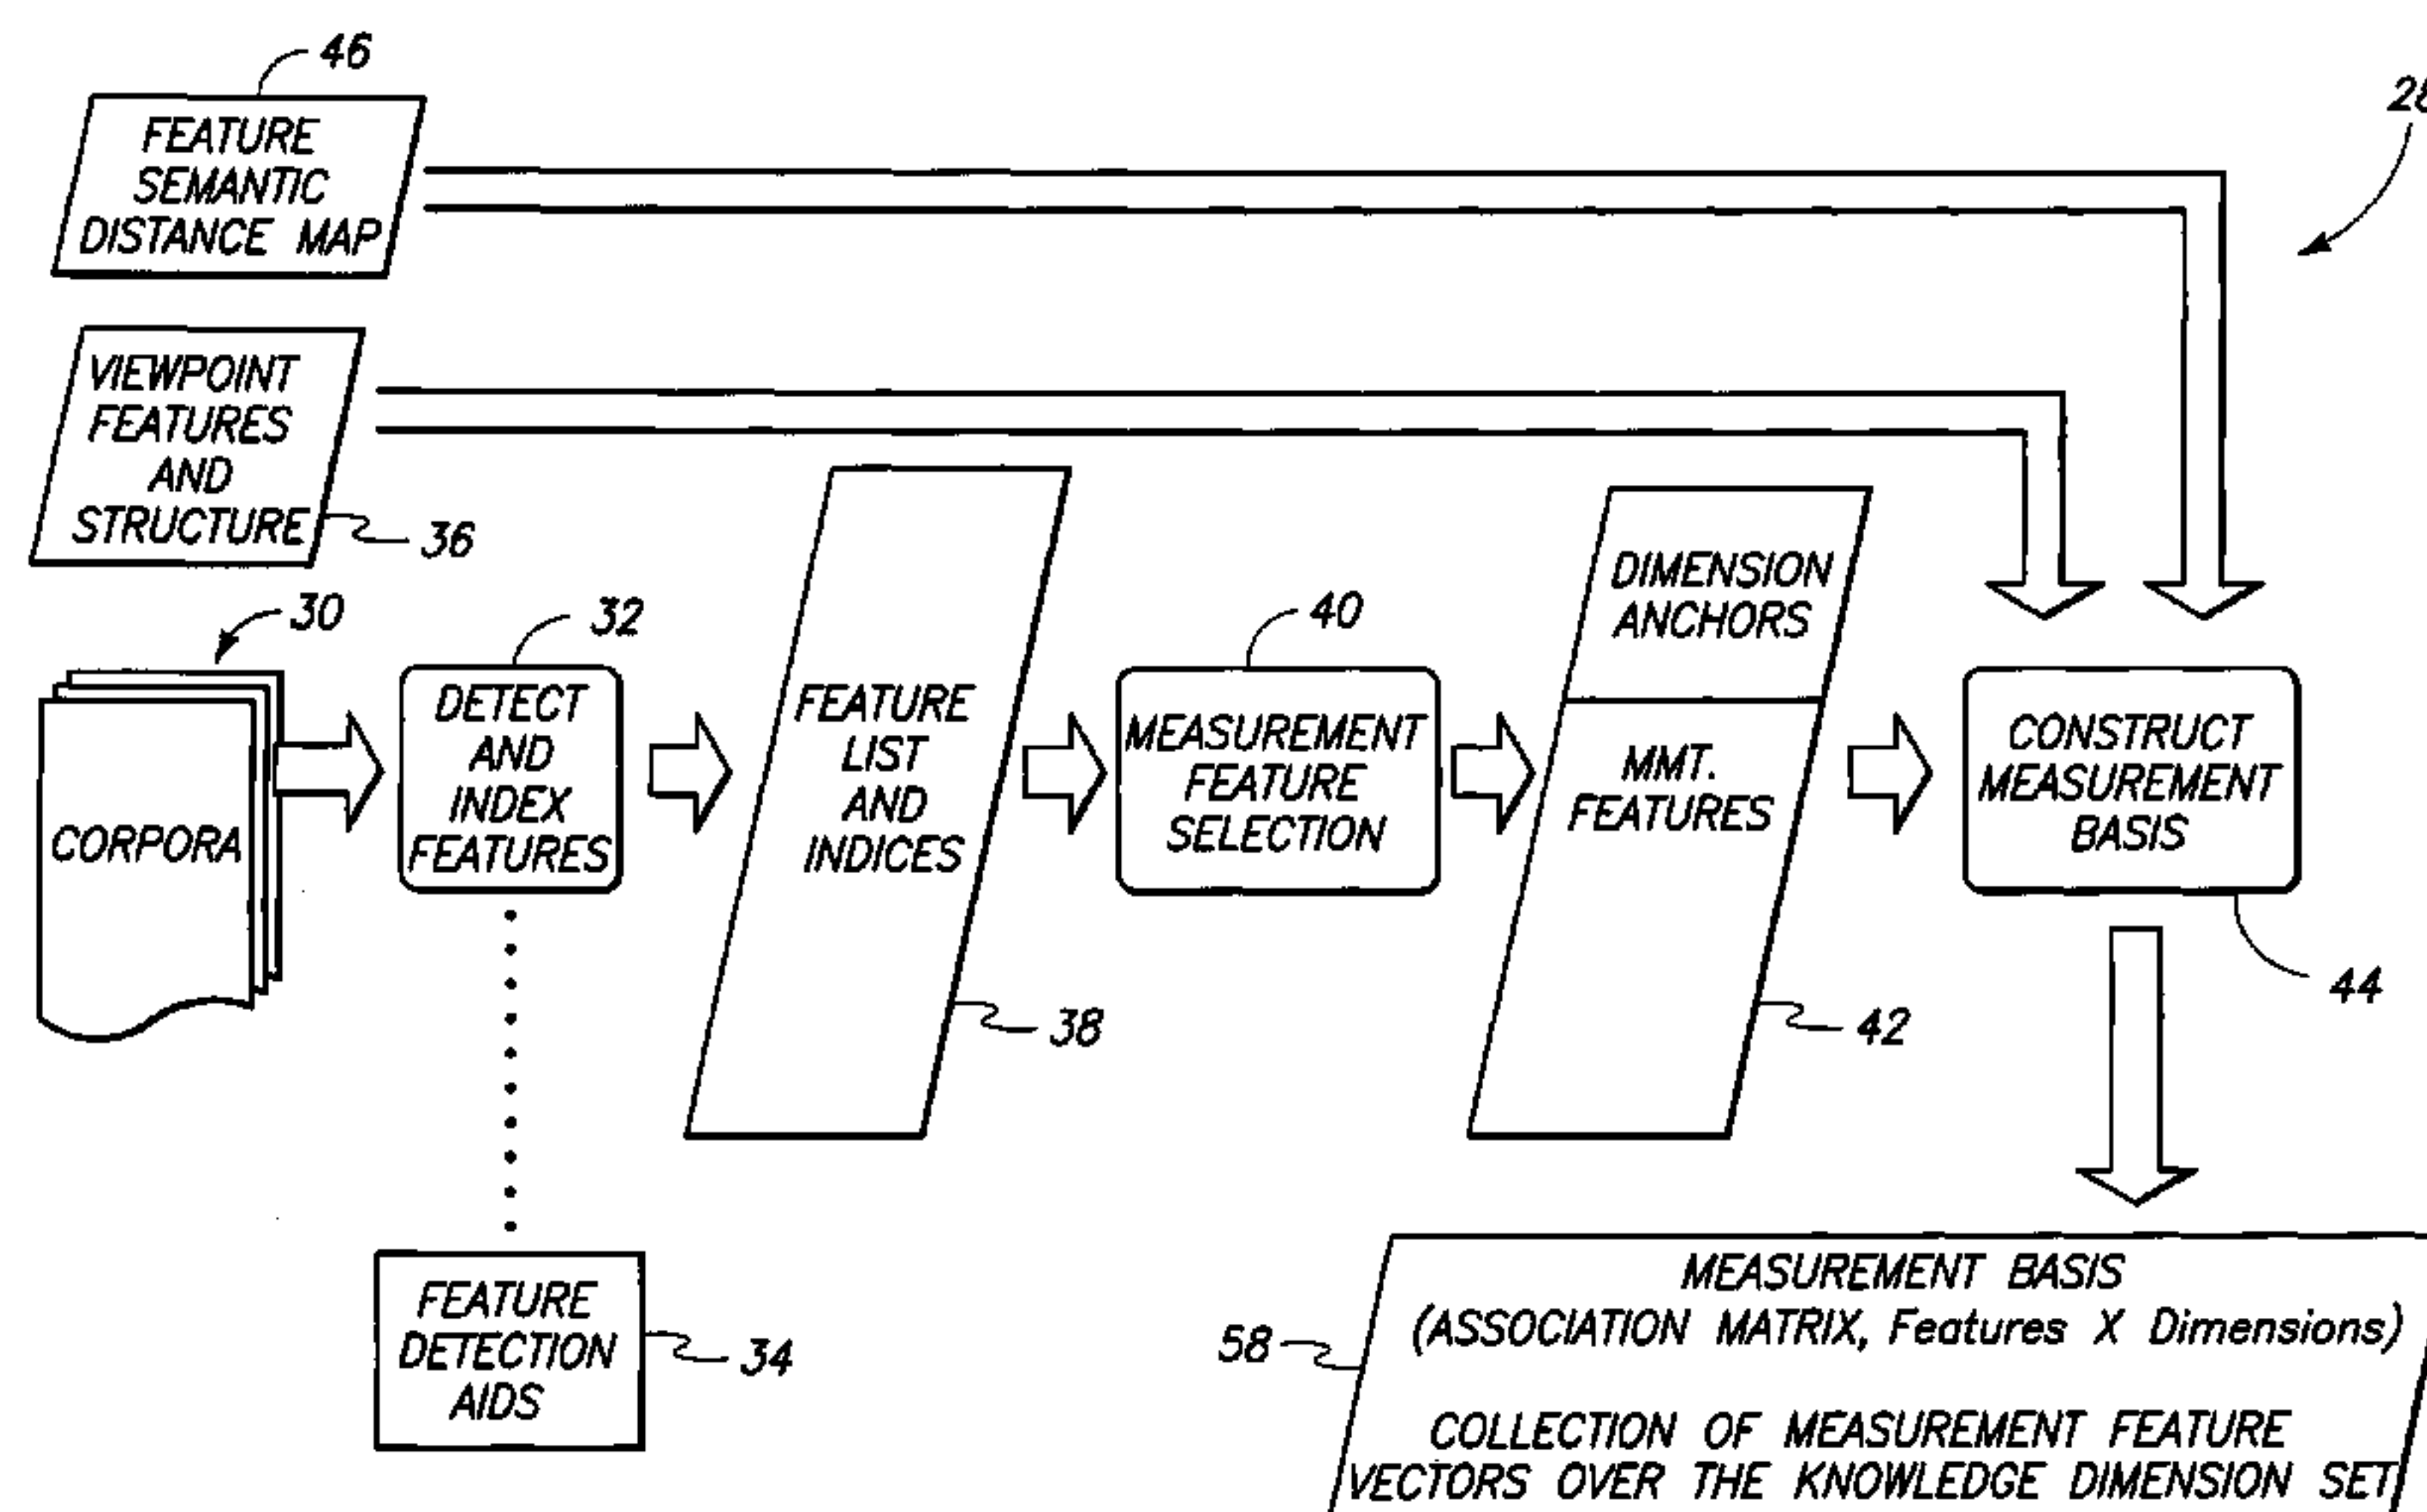 46
FEATURE
SEMANTIC
DISTANCE MAP
VIEWPOINT
FEATURES
AND
STRUCTURE
36
30
CORPORA
32
DETECT
AND
INDEX
FEATURES
FEATURE
DETECTION
AIDS
34
FEATURE
LIST
AND
INDICES
38
40
MEASUREMENT
FEATURE
SELECTION
DIMENSION
ANCHORS
MMT.
FEATURES
42
CONSTRUCT
MEASUREMENT
BASIS
44
58
MEASUREMENT BASIS
(ASSOCIATION MATRIX, Features X Dimensions)
COLLECTION OF MEASUREMENT FEATURE
VECTORS OVER THE KNOWLEDGE DIMENSION SET